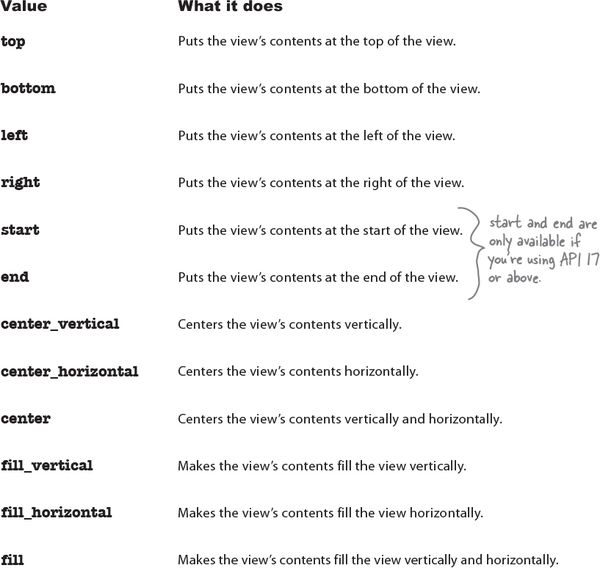 Value What it does
top Puts the view's contents at the top of the view.
bottom Puts the view's contents at the bottom of the view.
left Puts the view's contents at the left of the view.
right Puts the view's contents at the right of the view.
start Puts the view's contents at the start of the view.
end Puts the view's contents at the end of the view.
start and end are
only available if
you're using API 17
or above.
center_vertical Centers the view's contents vertically.
center_horizontal Centers the view's contents horizontally.
center Centers the view's contents vertically and horizontally.
fill_vertical Makes the view's contents fill the view vertically.
fill_horizontal Makes the view's contents fill the view horizontally.
fill Makes the view's contents fill the view vertically and horizontally.